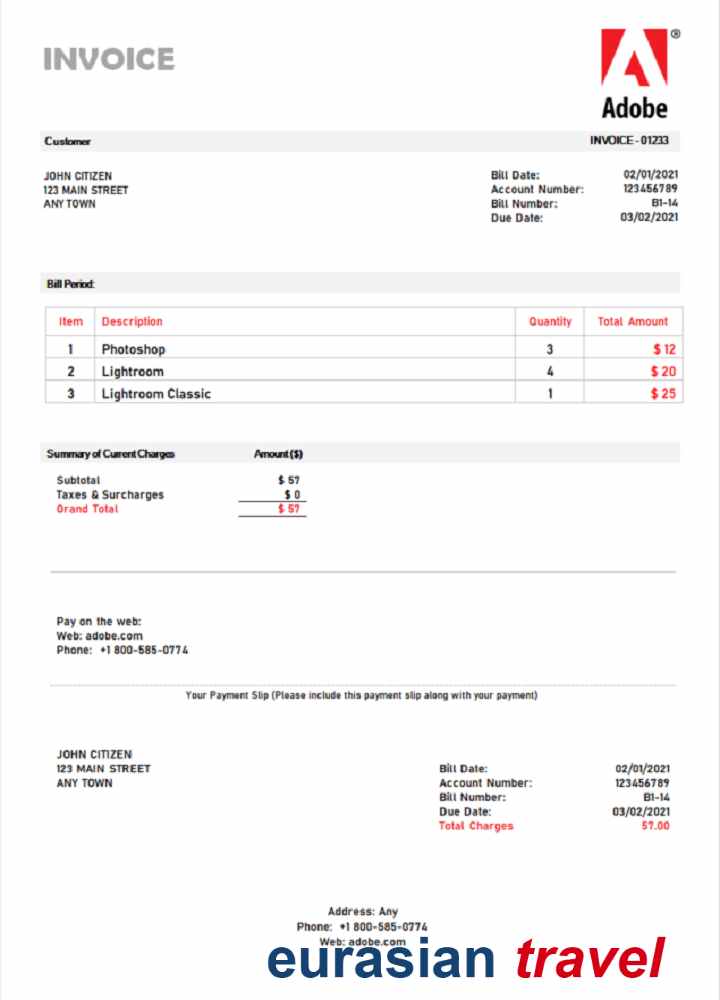 INVOICE
®
Adobe
Customer INVOICE - 01233
JOHN CITIZEN
123 MAIN STREET
ANY TOWN
Bill Date: 02/01/2021
Account Number: 123456789
Bill Number: B1-14
Due Date: 03/02/2021
Bill Period:
Item Description Quantity Total Amount
1 Photoshop 3 $ 12
2 Lightroom 4 $ 20
3 Lightroom Classic 1 $ 25
Summary of Current Charges Amount ($)
Subtotal $ 57
Taxes & Surcharges $ 0
Grand Total $ 57
Pay on the web:
Web: adobe.com
Phone: +1 800-585-0774
Your Payment Slip (Please include this payment slip along with your payment)
JOHN CITIZEN
123 MAIN STREET
ANY TOWN
Bill Date: 02/01/2021
Account Number: 123456789
Bill Number: B1-14
Due Date: 03/02/2021
Total Charges 57.00
Address: Any
Phone: +1 800-585-0774
Web: adobe.com
eurasian travel